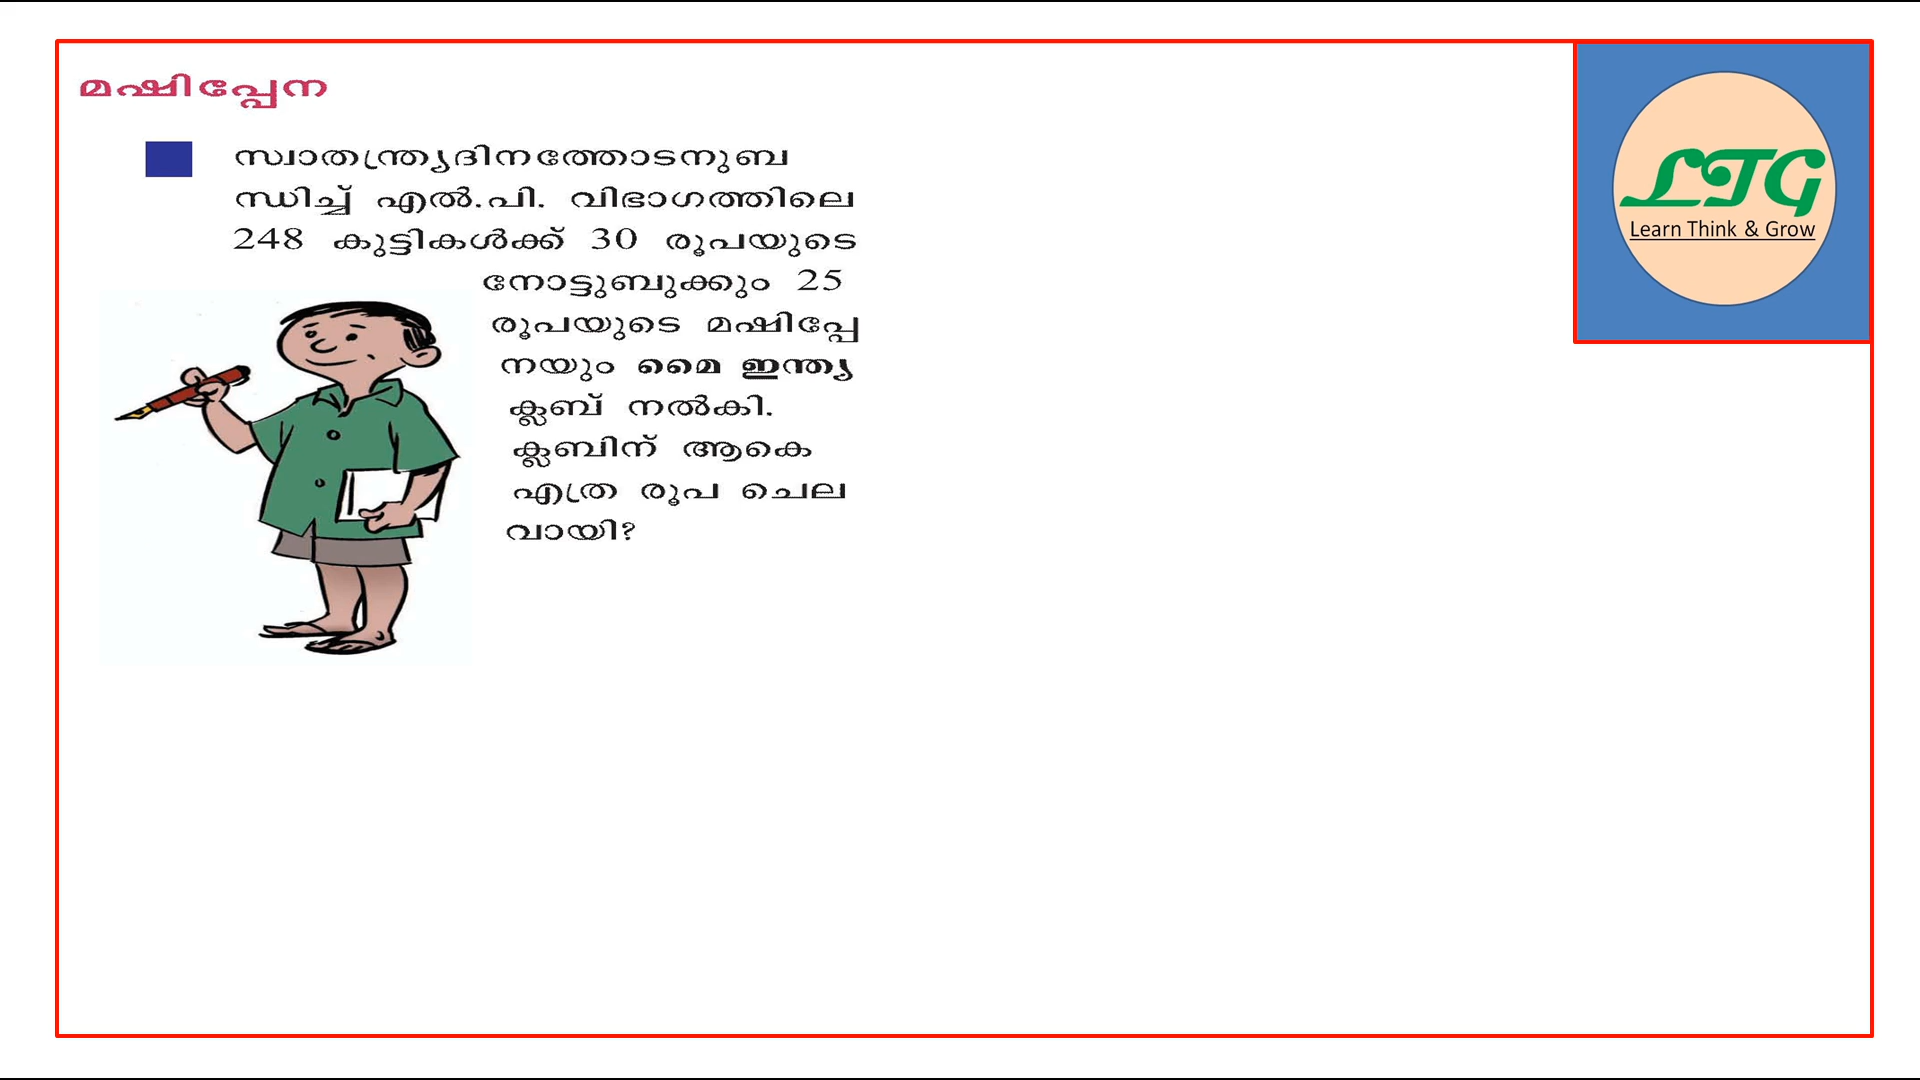 മഷിപ്പേന
സ്വാതന്ത്ര്യദിനത്തോടനുബ
ന്ധിച്ച് എൽ.പി. വിഭാഗത്തിലെ
248 കുട്ടികൾക്ക് 30 രൂപയുടെ
നോട്ടുബുക്കും 25
രൂപയുടെ മഷിപ്പേ
നയും മൈ ഇന്ത്യ
ക്ലബ് നൽകി.
ക്ലബിന് ആകെ
എത്ര രൂപ ചെല
വായി?
LTG
Learn Think & Grow